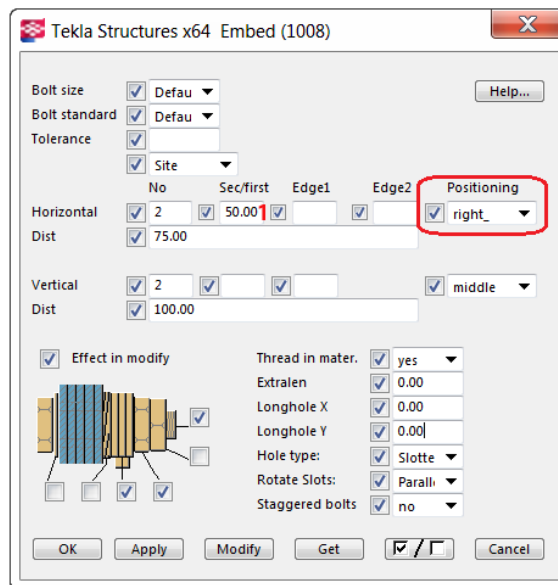 Tekla Structures x64 Embed (1008)
Bolt size Defau Help...
Bolt standard Defau
Tolerance
Site
No Sec/first Edge1 Edge2 Positioning
Horizontal 2 50.00 1 right_
Dist 75.00
Vertical 2 middle
Dist 100.00
Effect in modify Thread in mater. yes
Extralen 0.00
Longhole X 0.00
Longhole Y 0.00
Hole type: Slotte
Rotate Slots: Paralle
Staggered bolts no
OK Apply Modify Get / Cancel